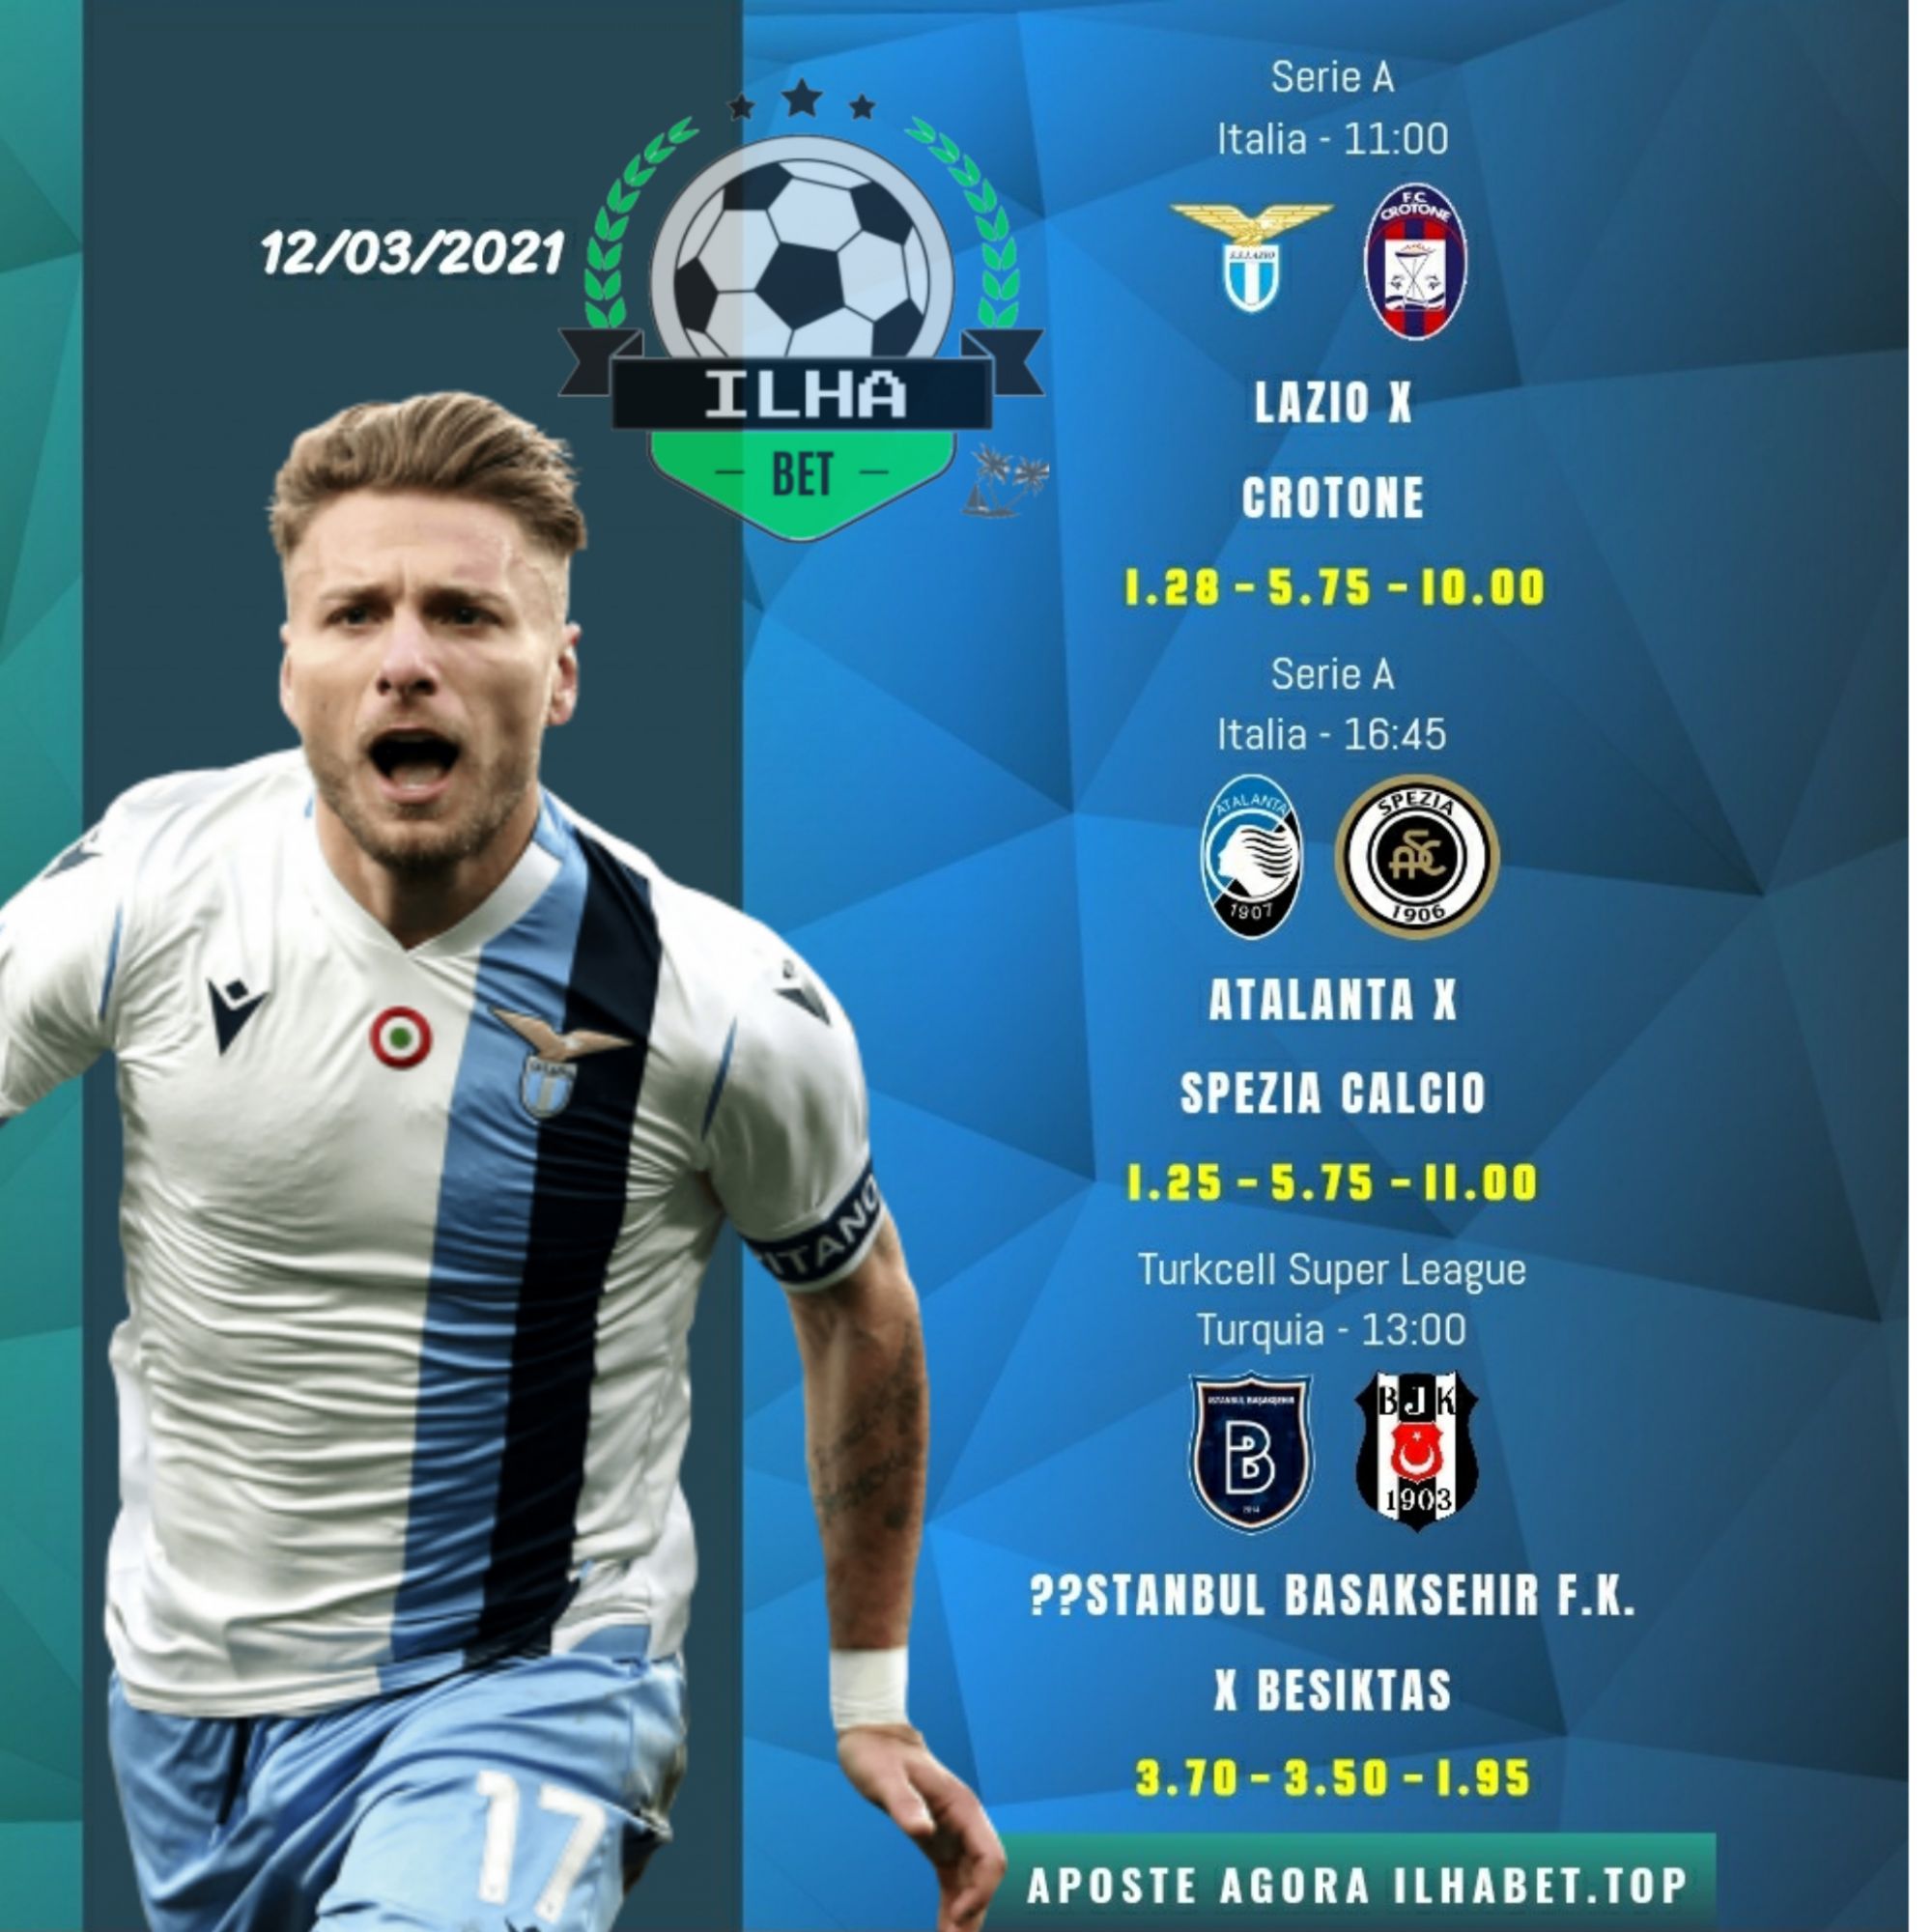 12/03/2021
ILHA
BET
Serie A
Italia - 11:00
S.S.LAZIO
F.C.
CROTONE
LAZIO X
CROTONE
1.28 - 5.75 - 10.00
Serie A
Italia - 16:45
ATALANTA
1907
SPEZIA
ASC
1906
ATALANTA X
SPEZIA CALCIO
1.25 - 5.75 - 11.00
Turkcell Super League
Turquia - 13:00
ISTANBUL BAŞAKŞEHİR
B
BJK
1903
??STANBUL BASAKSEHIR F.K.
X BESIKTAS
3.70 - 3.50 - 1.95
ITANO
17
APOSTE AGORA ILHABET.TOP